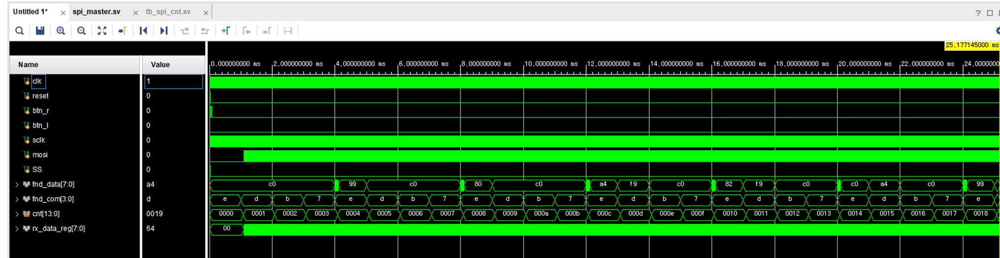 Untitled 1* × spi_master.sv × tb_spi_cnt.sv ×
? 
25,177145000 ms
Name Value
0,000000000 ms 2,000000000 ms 4,000000000 ms 6,000000000 ms 8,000000000 ms 10,000000000 ms 12,000000000 ms 14,000000000 ms 16,000000000 ms 18,000000000 ms 20,000000000 ms 22,000000000 ms 24,0000000
clk 1
reset 0
btn_r 0
btn_l 0
sclk 0
mosi 0
SS 0
fnd_data[7:0] a4 c0 99 c0 80 c0 a4 f9 c0 82 f9 c0 c0 a4 c0 99
fnd_com[3:0] d e d b 7 e d b 7 e d b 7 e d b 7 e d b 7 e d b 7 e
cnt[13:0] 0019 0000 0001 0002 0003 0004 0005 0006 0007 0008 0009 000a 000b 000c 000d 000e 000f 0010 0011 0012 0013 0014 0015 0016 0017 0018
rx_data_reg[7:0] 64 00